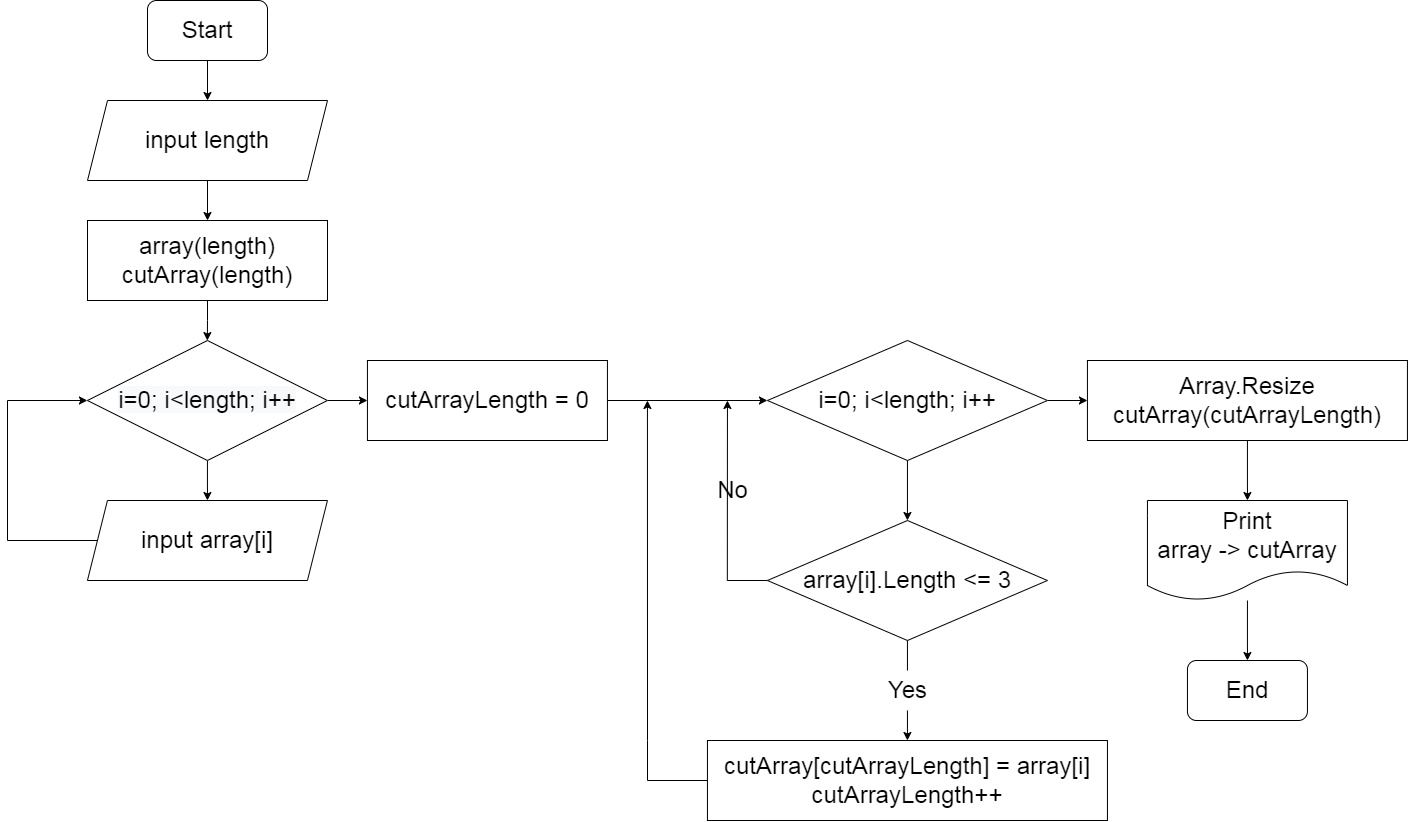 Start
input length
array(length)
cutArray(length)
i=0; i<length; i++
input array[i]
cutArrayLength = 0
i=0; i<length; i++
No
array[i].Length <= 3
Yes
cutArray[cutArrayLength] = array[i]
cutArrayLength++
Array.Resize
cutArray(cutArrayLength)
Print
array -> cutArray
End